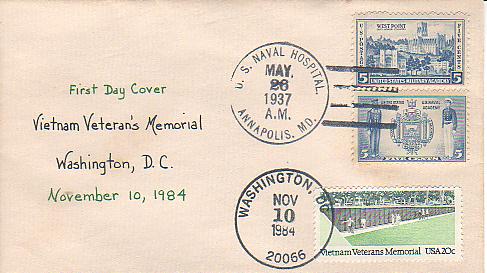 First Day Cover
Vietnam Veteran's Memorial
Washington, D.C.
November 10, 1984
U.S. NAVAL HOSPITAL.
MAY.
26
1937
A.M.
ANNAPOLIS, MD.
WEST POINT
U.S. POSTAGE
FIVE CENTS
5 UNITED STATES MILITARY ACADEMY 5
U.S. NAVAL ACADEMY
5 FIVE CENTS 5
WASHINGTON, DC
NOV
10
1984
20066
Vietnam Veterans Memorial USA 20c